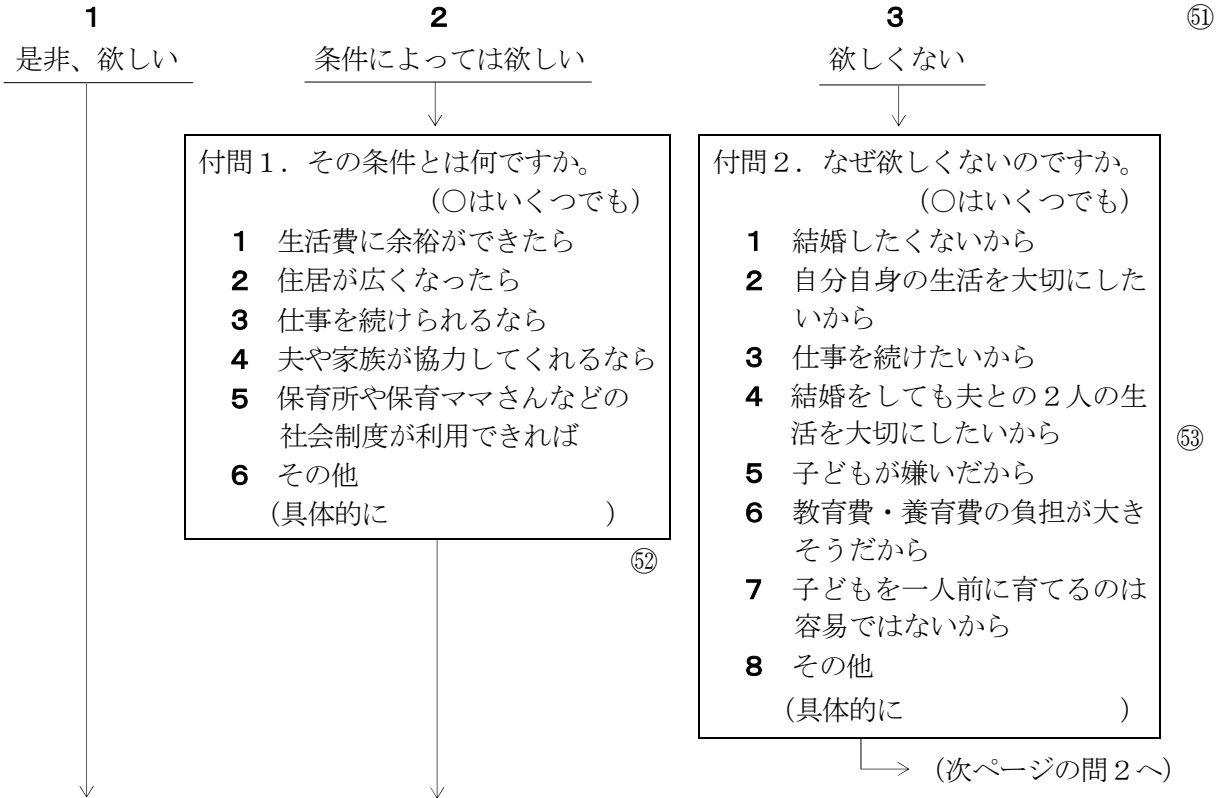 1 2 3 ㊿+1
是非、欲しい 条件によっては欲しい 欲しくない
付問１．その条件とは何ですか。
（○はいくつでも）
1 生活費に余裕ができたら
2 住居が広くなったら
3 仕事を続けられるなら
4 夫や家族が協力してくれるなら
5 保育所や保育ママさんなどの
社会制度が利用できれば
6 その他
（具体的に ）
㊾+3
付問２．なぜ欲しくないのですか。
（○はいくつでも）
1 結婚したくないから
2 自分自身の生活を大切にした
いから
3 仕事を続けたいから
4 結婚をしても夫との２人の生
活を大切にしたいから
5 子どもが嫌いだから
6 教育費・養育費の負担が大き
そうだから
7 子どもを一人前に育てるのは
容易ではないから
8 その他
（具体的に ）
53
（次ページの問２へ）